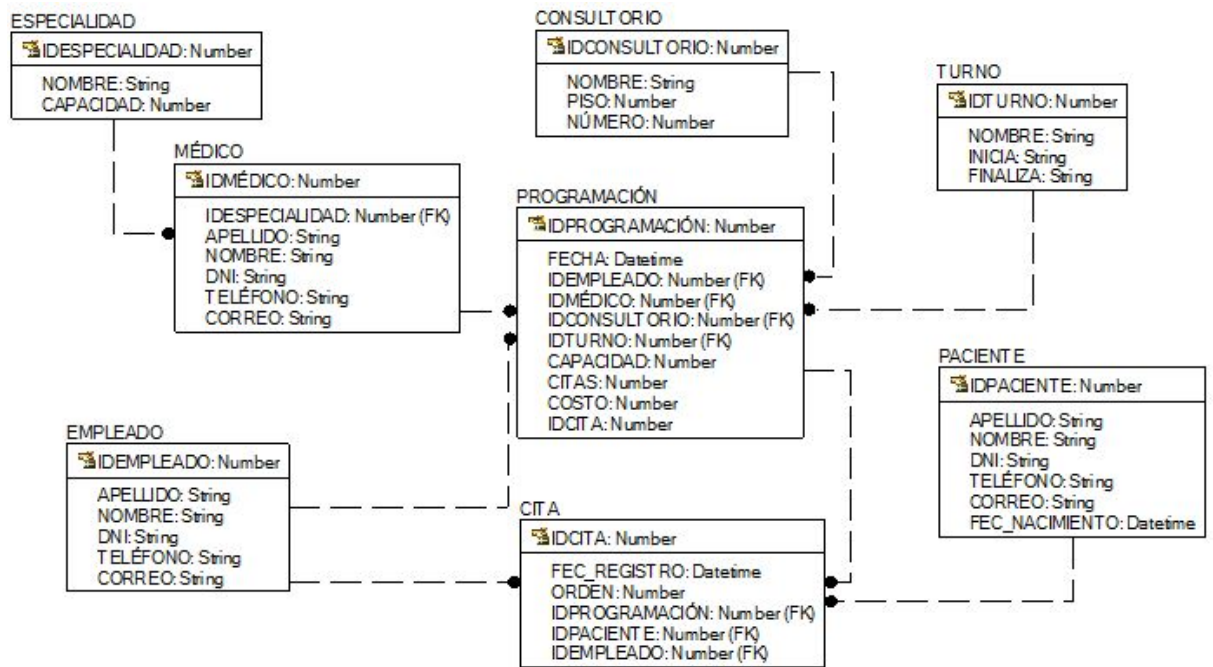 ESPECIALIDAD
IDESPECIALIDAD: Number
NOMBRE: String
CAPACIDAD: Number
CONSULTORIO
IDCONSULTORIO: Number
NOMBRE: String
PISO: Number
NÚMERO: Number
TURNO
IDTURNO: Number
NOMBRE: String
INICIA: String
FINALIZA: String
MÉDICO
IDMÉDICO: Number
IDESPECIALIDAD: Number (FK)
APELLIDO: String
NOMBRE: String
DNI: String
TELÉFONO: String
CORREO: String
PROGRAMACIÓN
IDPROGRAMACIÓN: Number
FECHA: Datetime
IDEMPLEADO: Number (FK)
IDMÉDICO: Number (FK)
IDCONSULTORIO: Number (FK)
IDTURNO: Number (FK)
CAPACIDAD: Number
CITAS: Number
COSTO: Number
IDCITA: Number
PACIENTE
IDPACIENTE: Number
APELLIDO: String
NOMBRE: String
DNI: String
TELÉFONO: String
CORREO: String
FEC_NACIMIENTO: Datetime
EMPLEADO
IDEMPLEADO: Number
APELLIDO: String
NOMBRE: String
DNI: String
TELÉFONO: String
CORREO: String
CITA
IDCITA: Number
FEC_REGISTRO: Datetime
ORDEN: Number
IDPROGRAMACIÓN: Number (FK)
IDPACIENTE: Number (FK)
IDEMPLEADO: Number (FK)